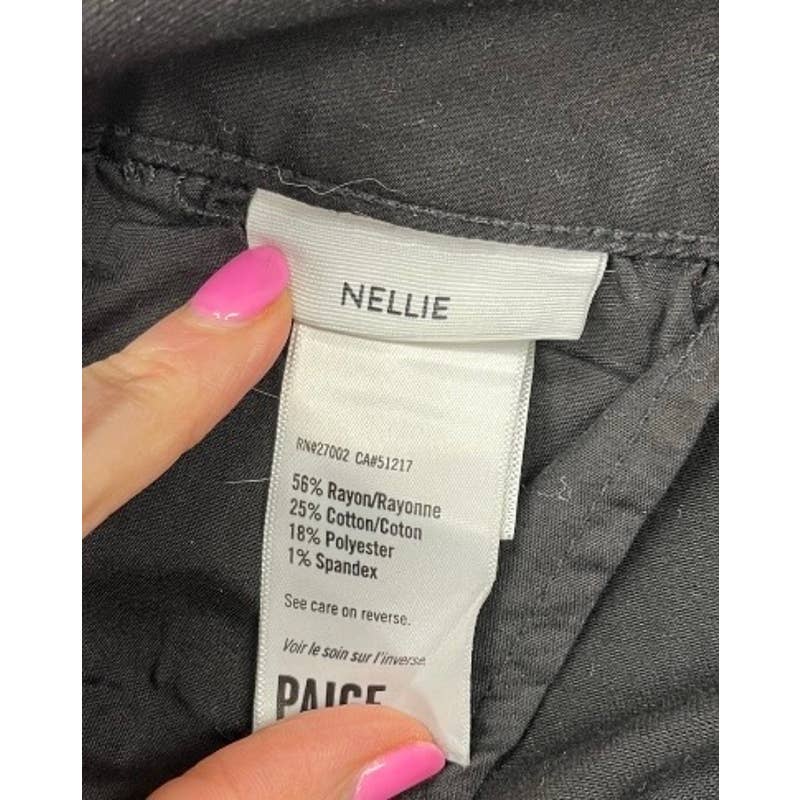 NELLIE
RN#27002 CA#51217
56% Rayon/Rayonne
25% Cotton/Coton
18% Polyester
1% Spandex
See care on reverse.
Voir le soin sur l'inverse.
PAIGE